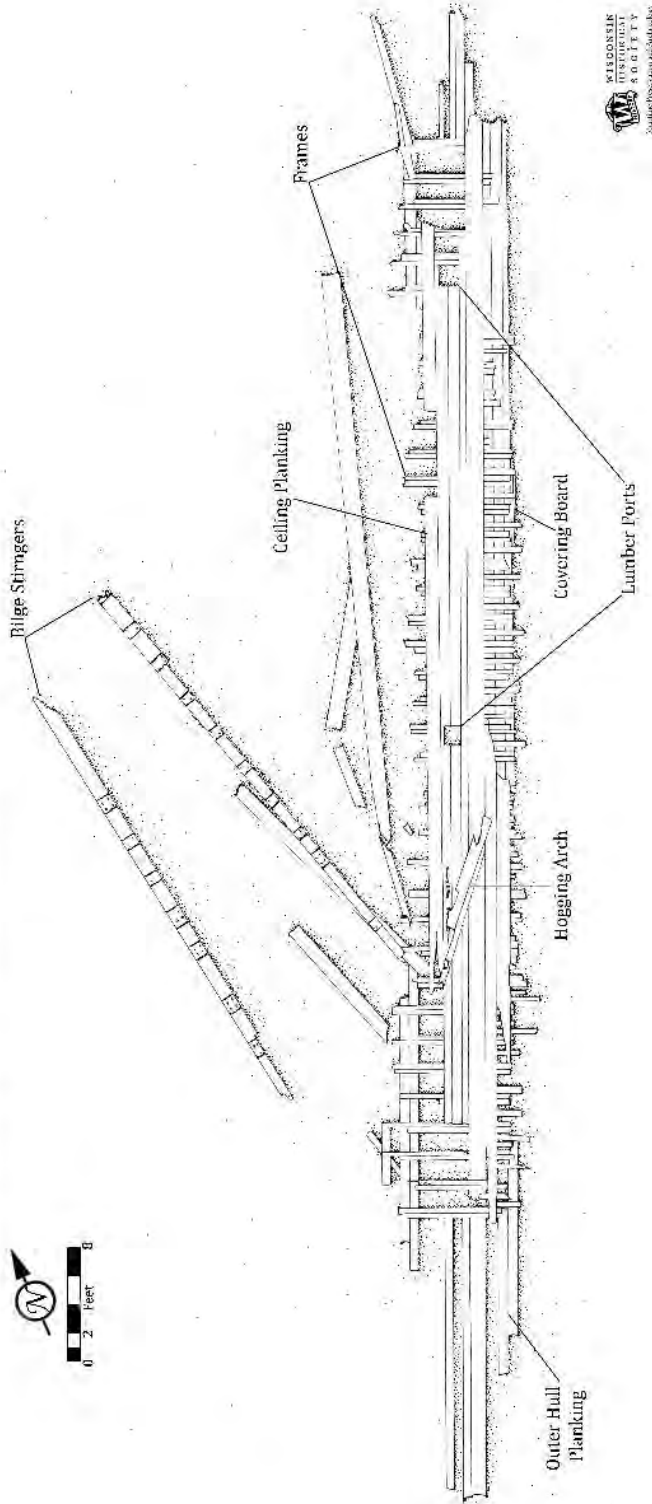 Bilge Stirngers
Frames
Ceiling Planking
N
0 2 Feet 8
Covering Board
Lumber Ports
Hogging Arch
Outer Hull
Planking
WISCONSIN
HISTORICAL
SOCIETY